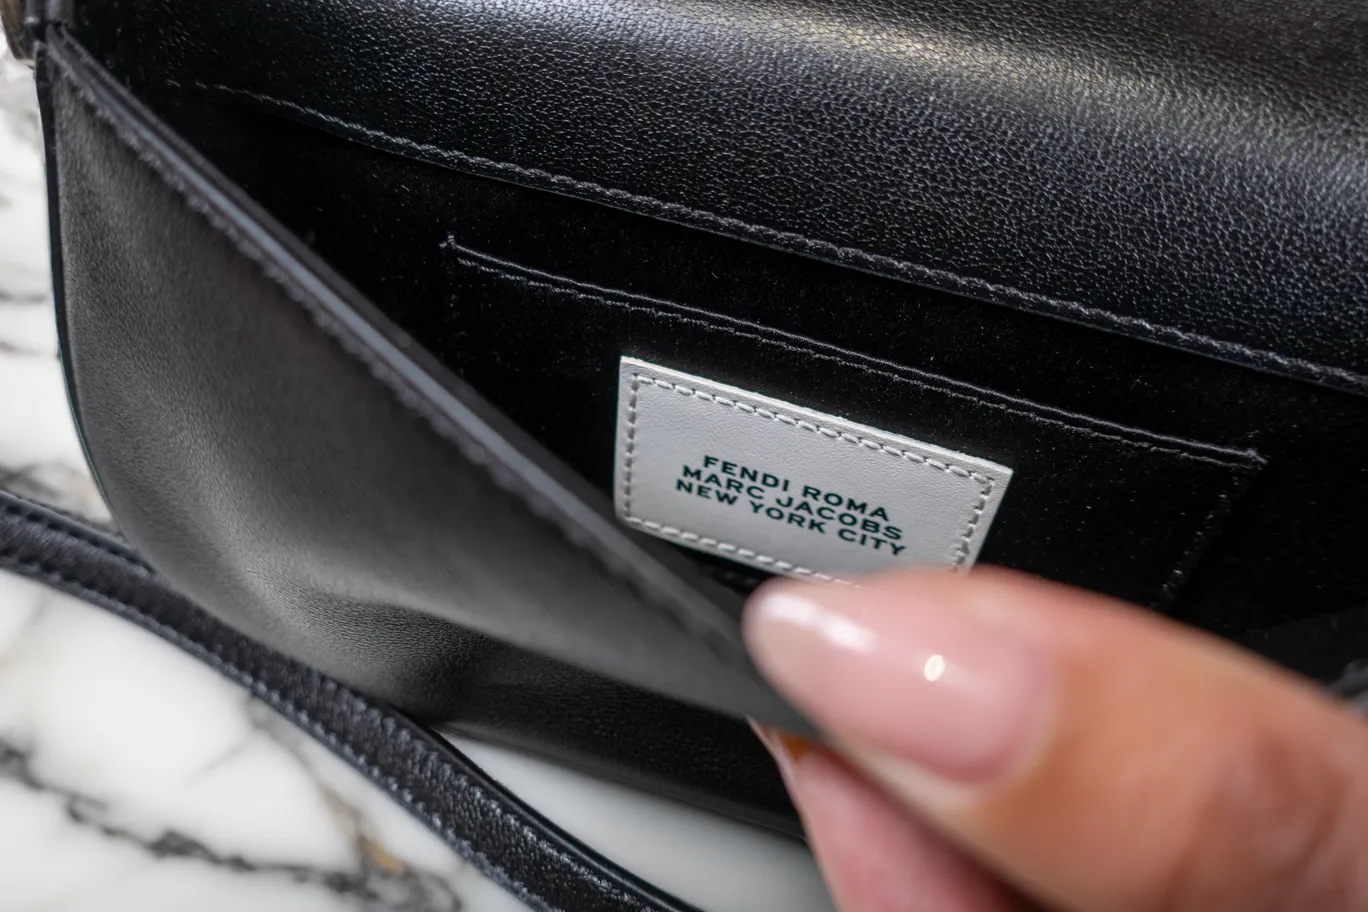 FENDI ROMA
MARC JACOBS
NEW YORK CITY